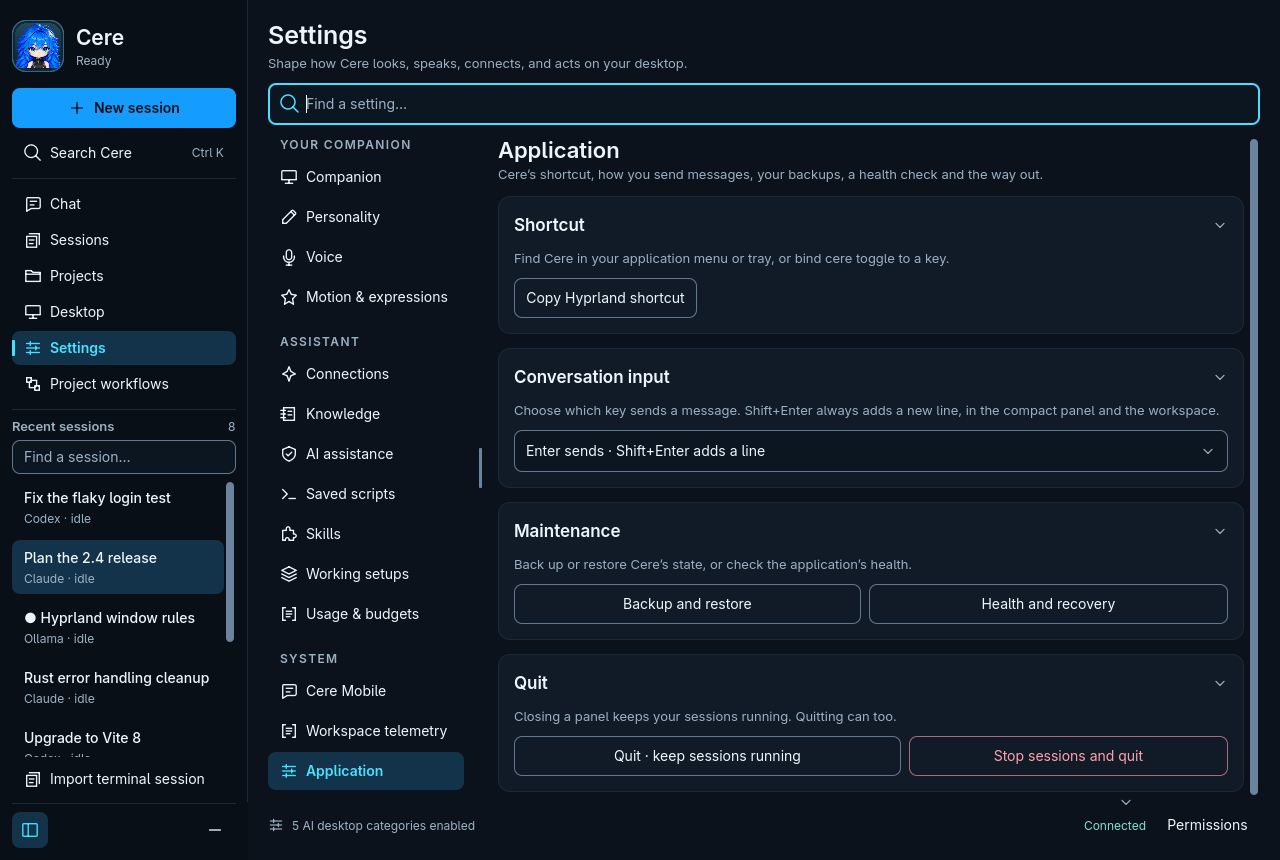 Cere
Ready
New session
Search Cere Ctrl K
Chat
Sessions
Projects
Desktop
Settings
Project workflows
Recent sessions 8
Find a session...
Fix the flaky login test
Codex · idle
Plan the 2.4 release
Claude · idle
Hyprland window rules
Ollama · idle
Rust error handling cleanup
Claude · idle
Upgrade to Vite 8
Codex · idle
Import terminal session
Settings
Shape how Cere looks, speaks, connects, and acts on your desktop.
Find a setting...
YOUR COMPANION
Companion
Personality
Voice
Motion & expressions
ASSISTANT
Connections
Knowledge
AI assistance
Saved scripts
Skills
Working setups
Usage & budgets
SYSTEM
Cere Mobile
Workspace telemetry
Application
Application
Cere’s shortcut, how you send messages, your backups, a health check and the way out.
Shortcut
Find Cere in your application menu or tray, or bind cere toggle to a key.
Copy Hyprland shortcut
Conversation input
Choose which key sends a message. Shift+Enter always adds a new line, in the compact panel and the workspace.
Enter sends · Shift+Enter adds a line
Maintenance
Back up or restore Cere’s state, or check the application’s health.
Backup and restore Health and recovery
Quit
Closing a panel keeps your sessions running. Quitting can too.
Quit · keep sessions running Stop sessions and quit
5 AI desktop categories enabled Connected Permissions